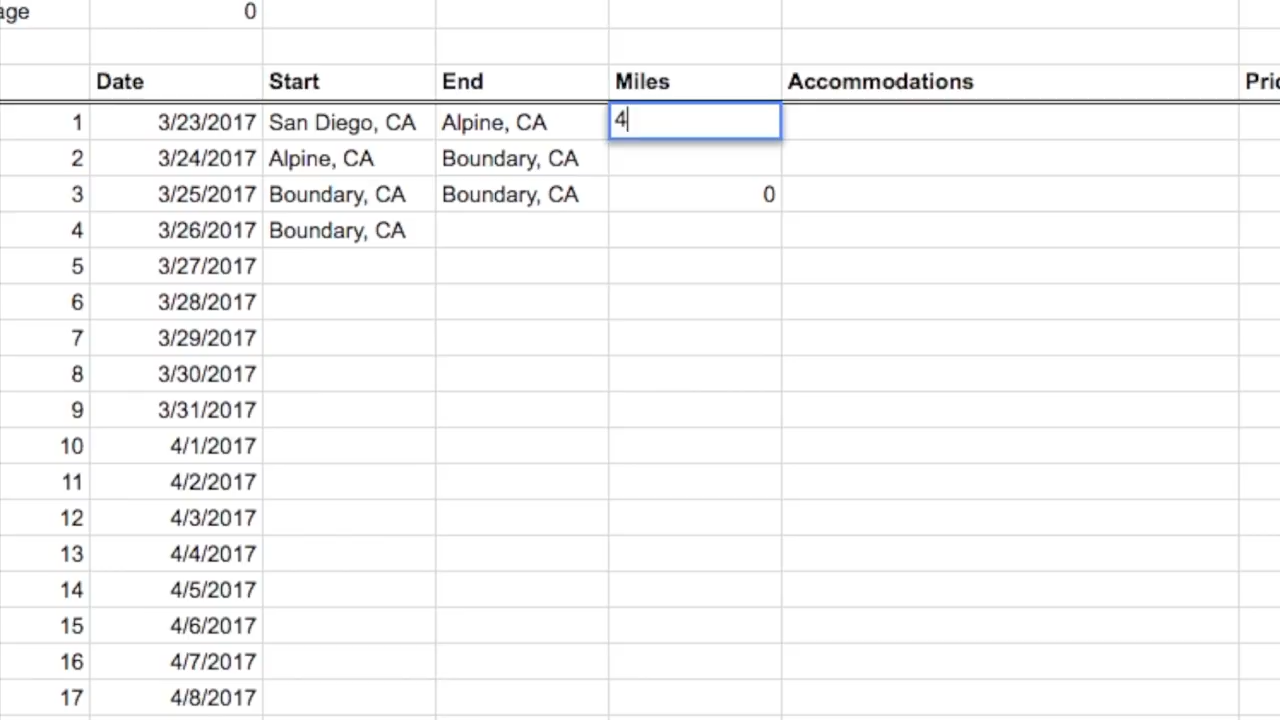 age 0
Date Start End Miles Accommodations Pric
1 3/23/2017 San Diego, CA Alpine, CA 4
2 3/24/2017 Alpine, CA Boundary, CA
3 3/25/2017 Boundary, CA Boundary, CA 0
4 3/26/2017 Boundary, CA
5 3/27/2017
6 3/28/2017
7 3/29/2017
8 3/30/2017
9 3/31/2017
10 4/1/2017
11 4/2/2017
12 4/3/2017
13 4/4/2017
14 4/5/2017
15 4/6/2017
16 4/7/2017
17 4/8/2017